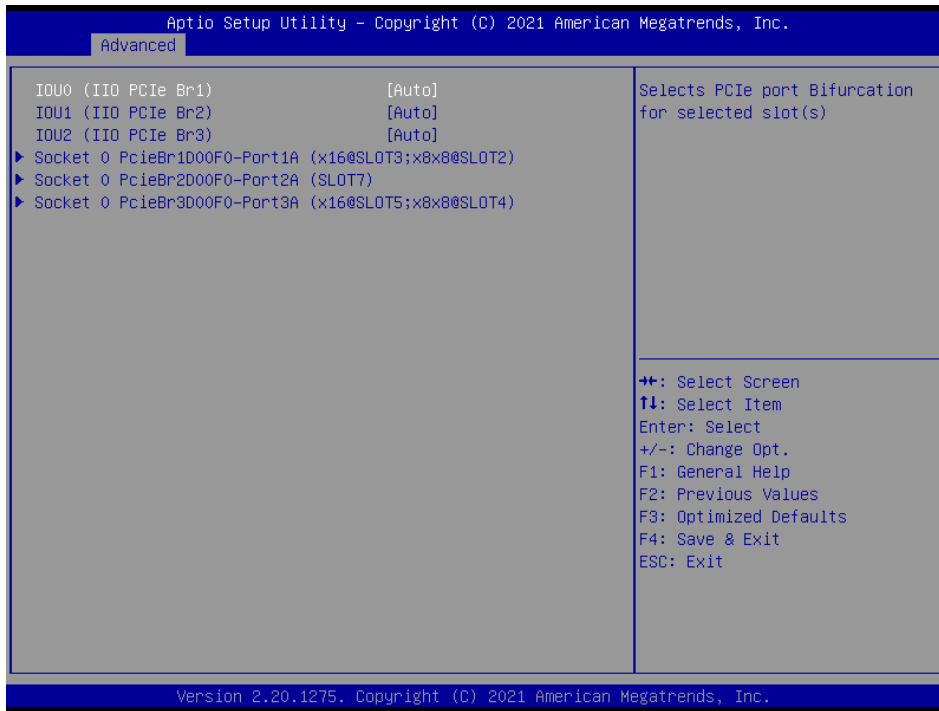 Aptio Setup Utility – Copyright (C) 2021 American Megatrends, Inc.
Advanced
IOU0 (IIO PCIe Br1) [Auto]
IOU1 (IIO PCIe Br2) [Auto]
IOU2 (IIO PCIe Br3) [Auto]
Socket 0 PcieBr1D00F0-Port1A (x16@SLOT3;x8x8@SLOT2)
Socket 0 PcieBr2D00F0-Port2A (SLOT7)
Socket 0 PcieBr3D00F0-Port3A (x16@SLOT5;x8x8@SLOT4)
Selects PCIe port Bifurcation
for selected slot(s)
→←: Select Screen
↑↓: Select Item
Enter: Select
+/-: Change Opt.
F1: General Help
F2: Previous Values
F3: Optimized Defaults
F4: Save & Exit
ESC: Exit
Version 2.20.1275. Copyright (C) 2021 American Megatrends, Inc.